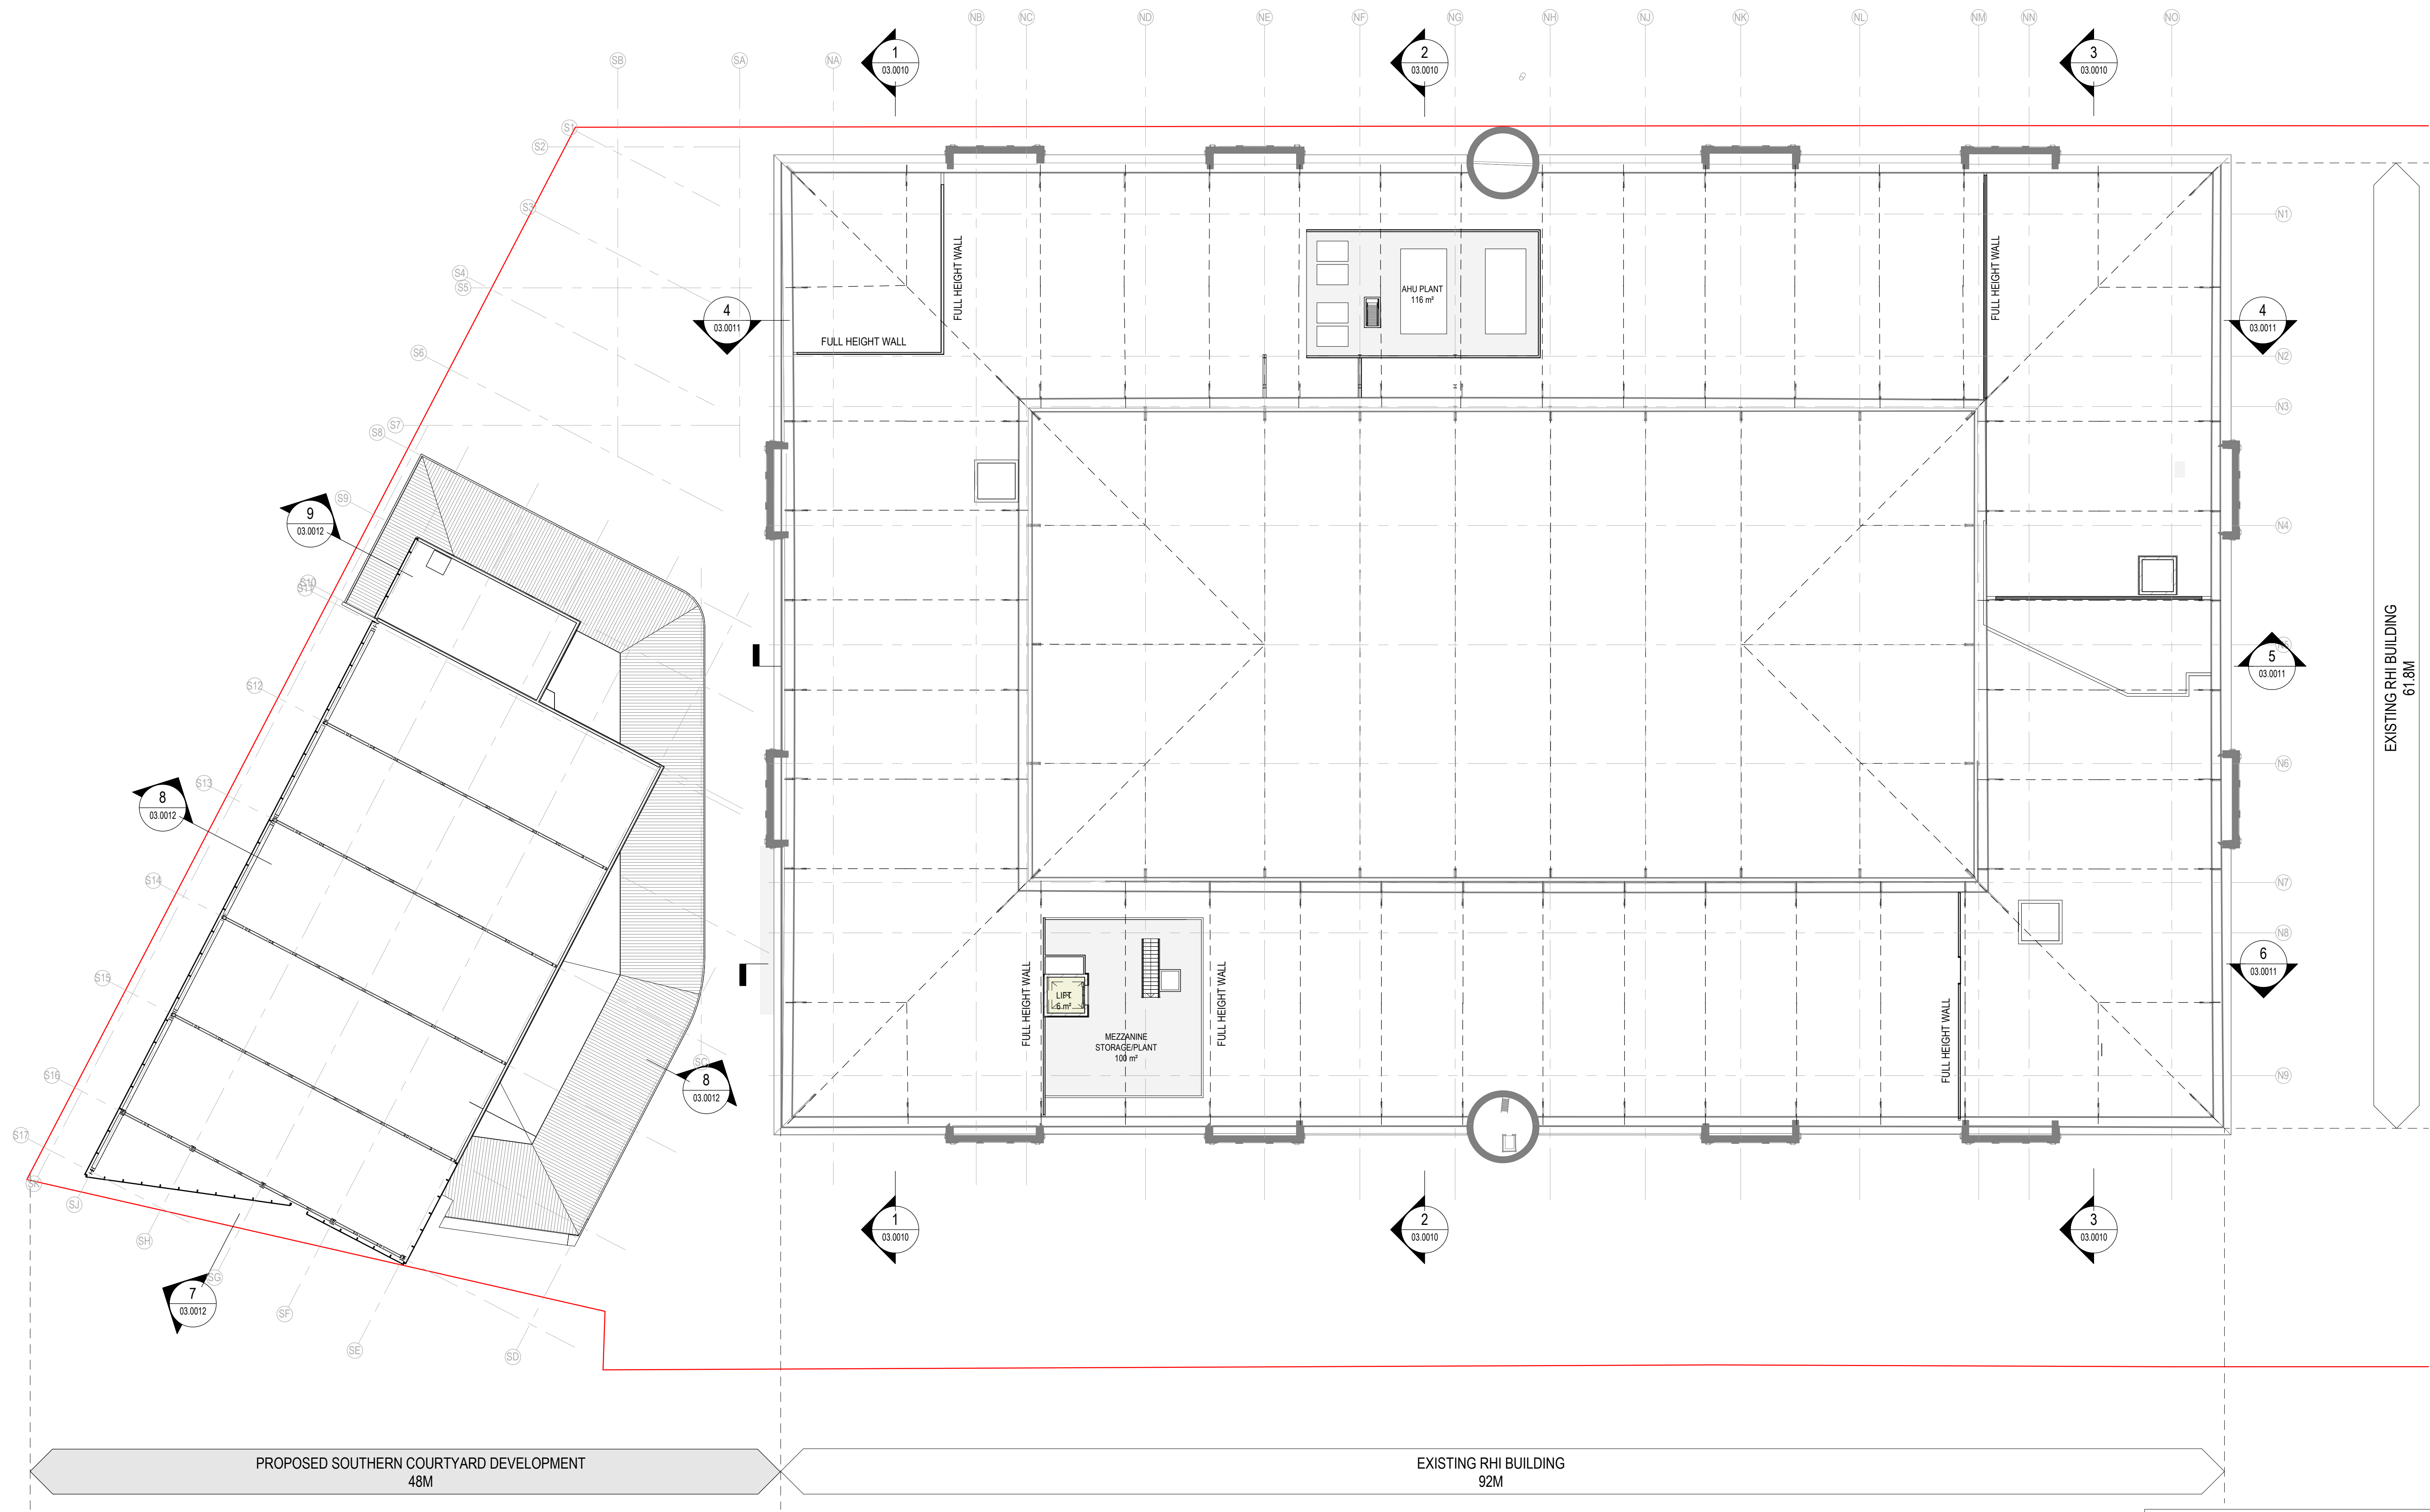 NB
NC
ND
NE
NF
NG
NH
NJ
NK
NL
NM
NN
NO
SB
SA
NA
1
03.0010
2
03.0010
3
03.0010
S1
S2
S3
S4
S5
S6
S7
S8
S9
S10
S11
S12
S13
S14
S15
S16
S17
N1
N2
N3
N4
N6
N7
N8
N9
FULL HEIGHT WALL
FULL HEIGHT WALL
FULL HEIGHT WALL
AHU PLANT
116 m²
4
03.0011
4
03.0011
9
03.0012
5
03.0011
EXISTING RHI BUILDING
61.8M
8
03.0012
6
03.0011
FULL HEIGHT WALL
LIFT
6 m²
MEZZANINE
STORAGE/PLANT
100 m²
FULL HEIGHT WALL
FULL HEIGHT WALL
SC
8
03.0012
SK
SJ
SH
SG
SF
SE
SD
7
03.0012
1
03.0010
2
03.0010
3
03.0010
PROPOSED SOUTHERN COURTYARD DEVELOPMENT
48M
EXISTING RHI BUILDING
92M